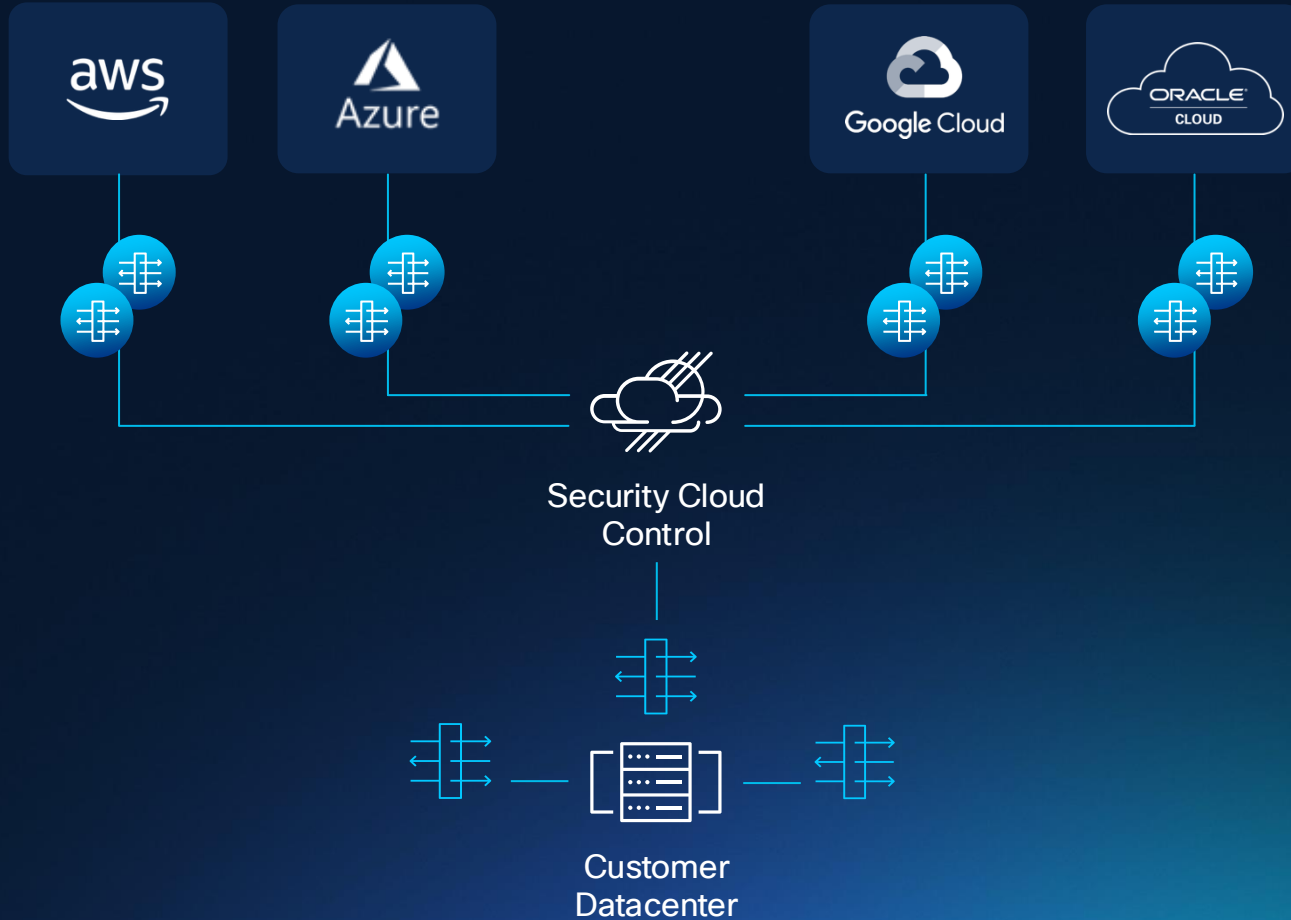 aws
Azure
Google Cloud
ORACLE
CLOUD
Security Cloud
Control
Customer
Datacenter